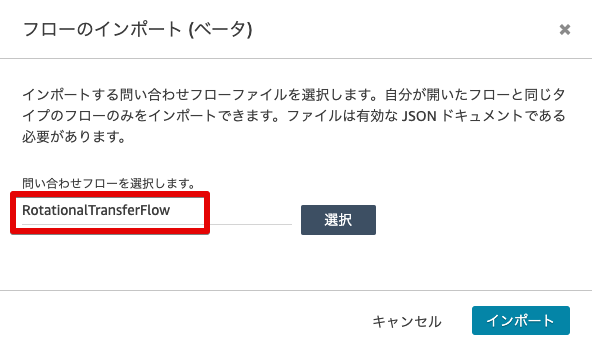 フローのインポート (ベータ)
インポートする問い合わせフローファイルを選択します。自分が開いたフローと同じタ
イプのフローのみをインポートできます。ファイルは有効な JSON ドキュメントである
必要があります。
問い合わせフローを選択します。
RotationalTransferFlow
選択
キャンセル
インポート